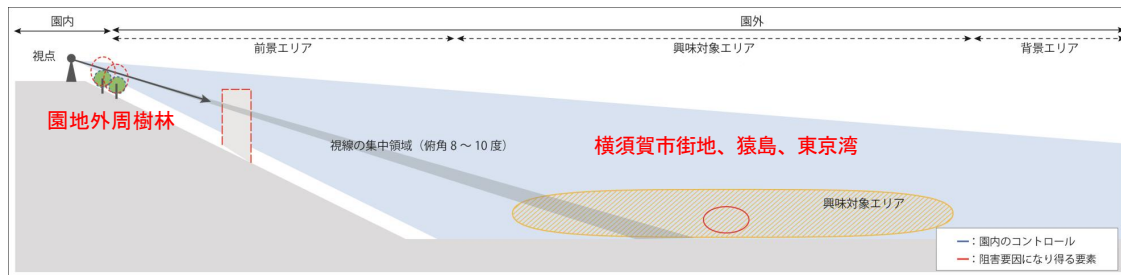 園内
園外
前景エリア
興味対象エリア
背景エリア
視点
園地外周樹林
視線の集中領域（俯角 8 ～ 10 度）
横須賀市街地、猿島、東京湾
興味対象エリア
―：園内のコントロール
―：阻害要因になり得る要素